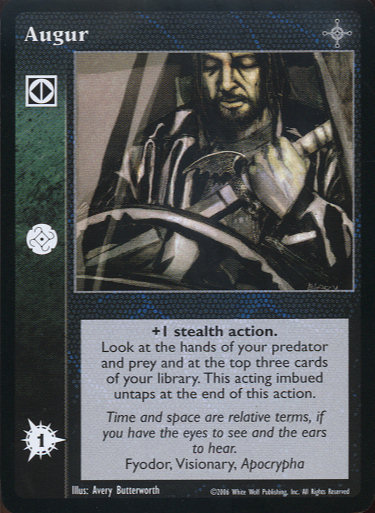 Augur
+1 stealth action.
Look at the hands of your predator
and prey and at the top three cards
of your library. This acting imbued
untaps at the end of this action.
Time and space are relative terms, if
you have the eyes to see and the ears
to hear.
Fyodor, Visionary, Apocrypha
1
Illus: Avery Butterworth
©2006 White Wolf Publishing, Inc. All Rights Reserved